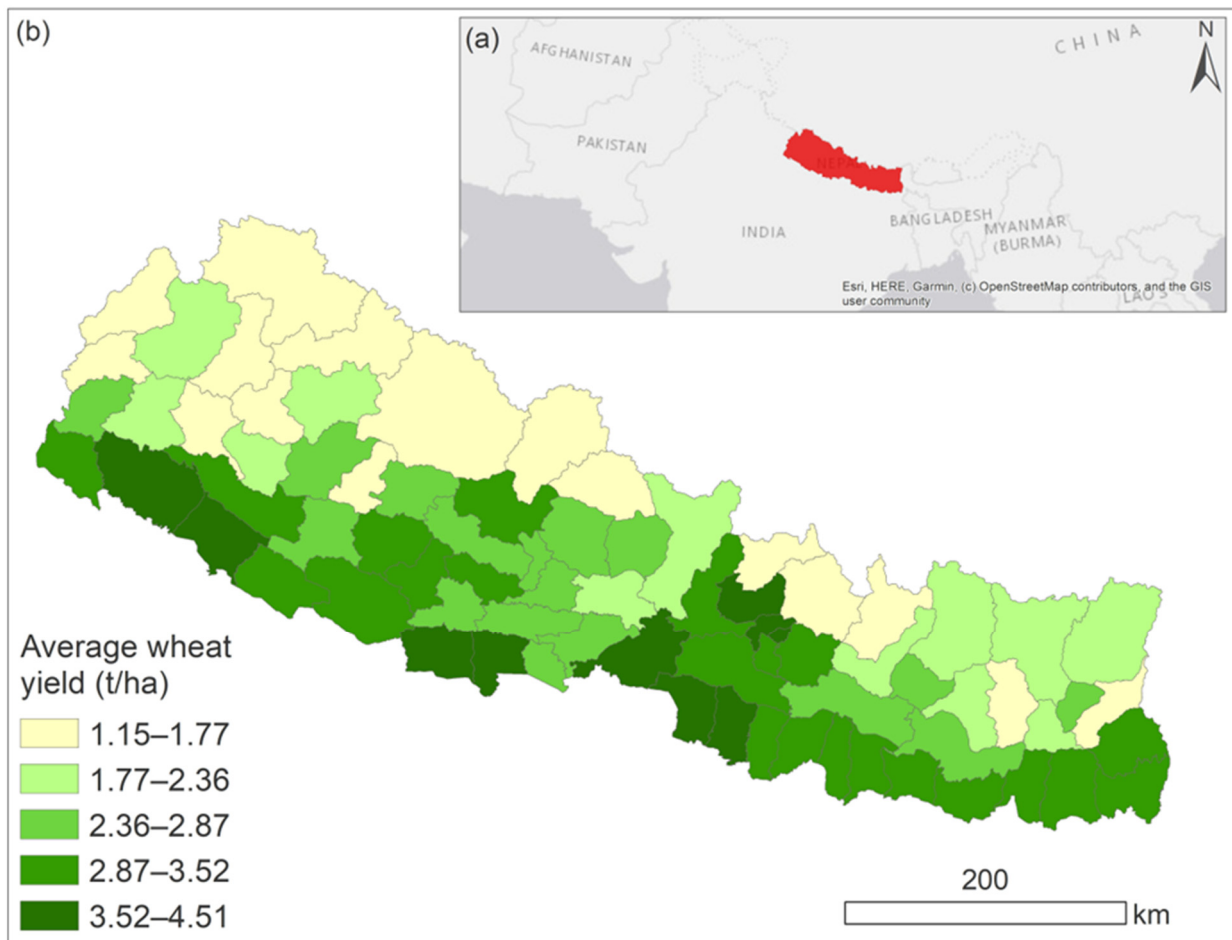 (b)
(a)
N
CHINA
AFGHANISTAN
PAKISTAN
NEPAL
INDIA
BANGLADESH
MYANMAR
(BURMA)
LAOS
Esri, HERE, Garmin, (c) OpenStreetMap contributors, and the GIS
user community
Average wheat
yield (t/ha)
1.15–1.77
1.77–2.36
2.36–2.87
2.87–3.52
3.52–4.51
200
km